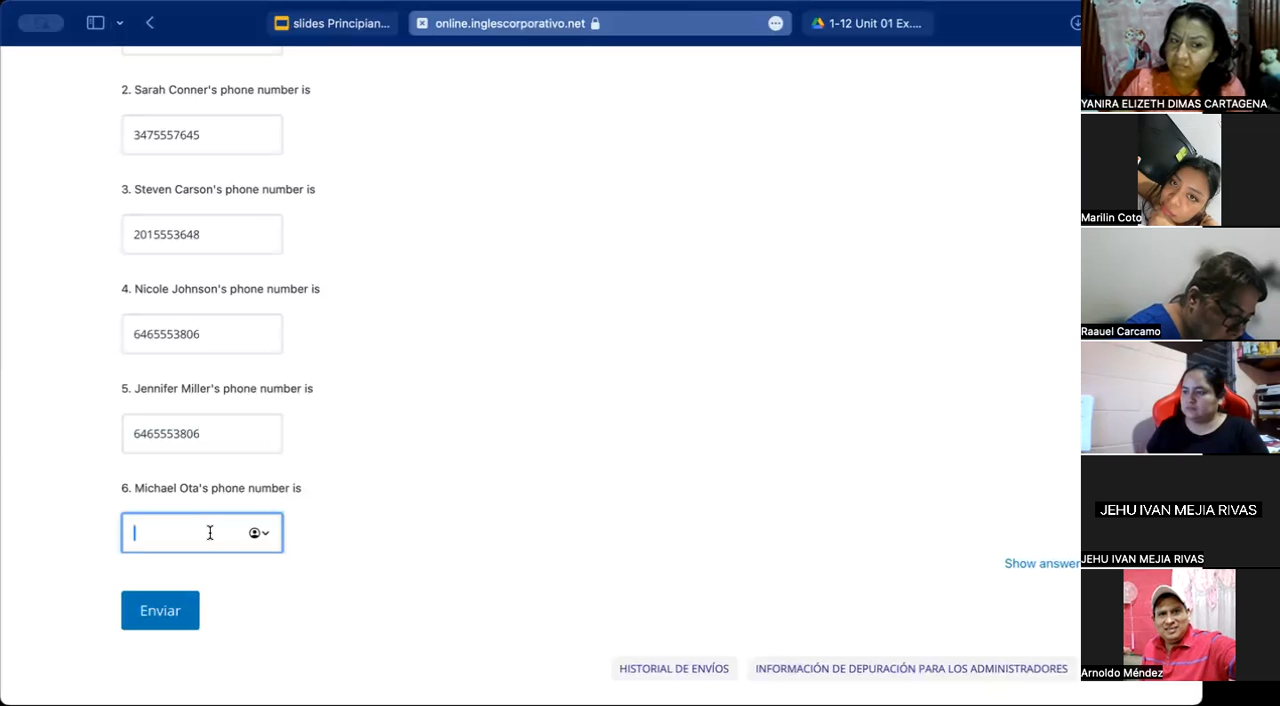 slides Principian...
online.inglescorporativo.net
1-12 Unit 01 Ex....
2. Sarah Conner's phone number is
3475557645
3. Steven Carson's phone number is
2015553648
4. Nicole Johnson's phone number is
6465553806
5. Jennifer Miller's phone number is
6465553806
6. Michael Ota's phone number is
Show answer
Enviar
HISTORIAL DE ENVÍOS
INFORMACIÓN DE DEPURACIÓN PARA LOS ADMINISTRADORES
YANIRA ELIZETH DIMAS CARTAGENA
Marilin Coto
Raauel Carcamo
JEHU IVAN MEJIA RIVAS
JEHU IVAN MEJIA RIVAS
Arnoldo Méndez